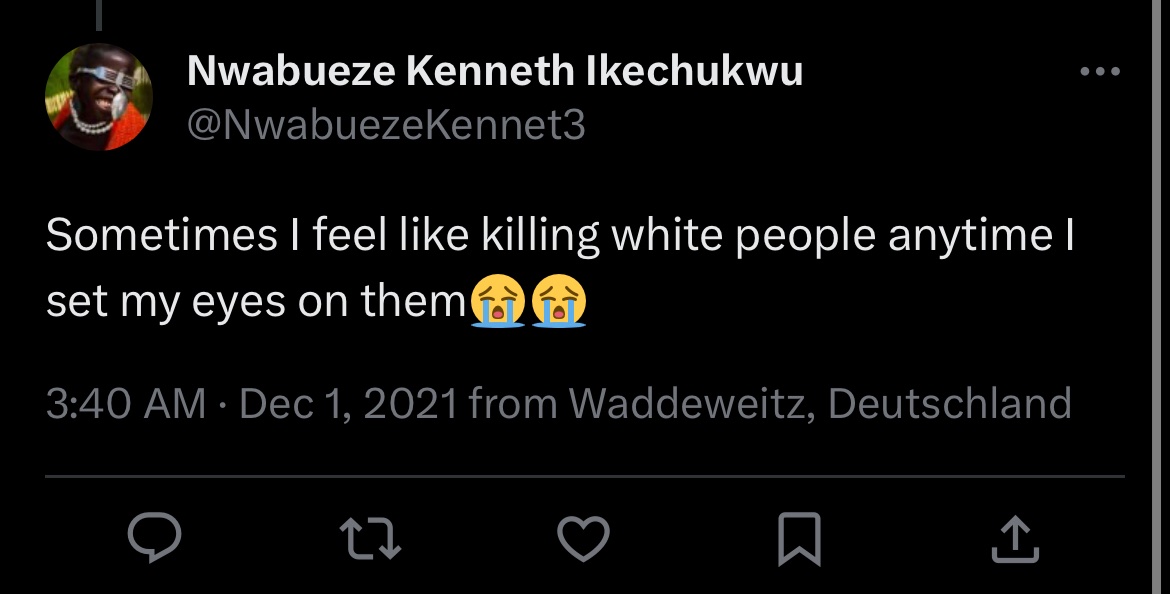 Nwabueze Kenneth Ikechukwu
@NwabuezeKennet3
Sometimes I feel like killing white people anytime I
set my eyes on them😭😭
3:40 AM · Dec 1, 2021 from Waddeweitz, Deutschland